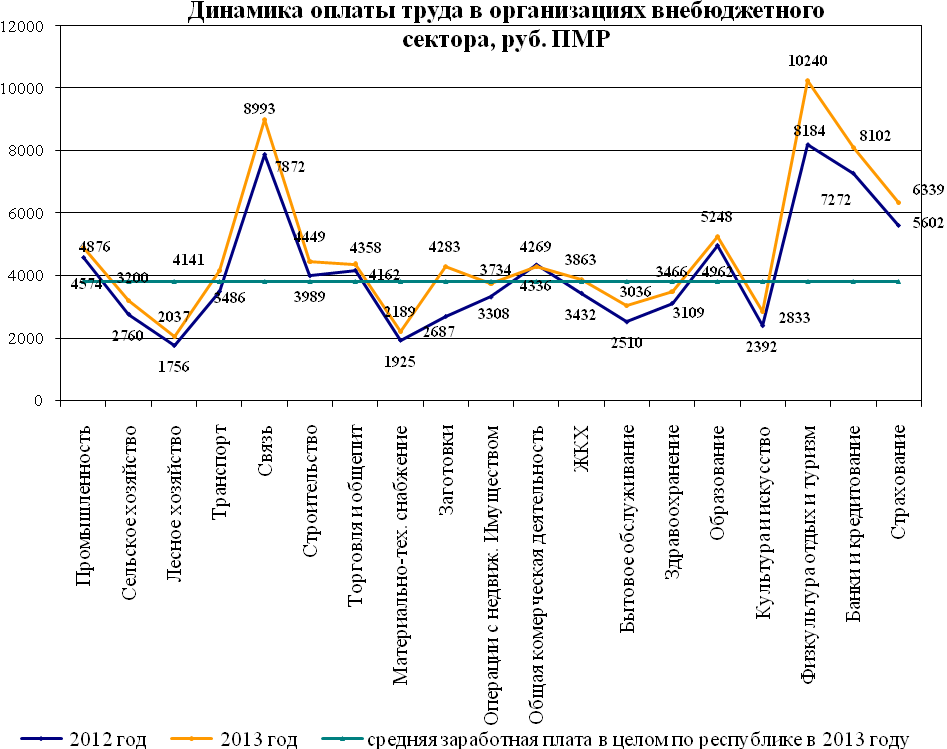 Динамика оплаты труда в организациях внебюджетного
сектора, руб. ПМР
12000
10000
8000
6000
4000
2000
0
4876
4574
3200
2760
2037
1756
4141
3486
8993
7872
4449
3989
4358
4162
2189
1925
4283
2687
3734
3308
4269
4336
3863
3432
3036
2510
3466
3109
5248
4962
2833
2392
10240
8184
8102
7272
6339
5602
Промышленность
Сельское хозяйство
Лесное хозяйство
Транспорт
Связь
Строительство
Торговля и общепит
Материально-тех. снабжение
Заготовки
Операции с недвиж. Имуществом
Общая комерческая деятельность
ЖКХ
Бытовое обслуживание
Здравоохранение
Образование
Культура и искусство
Физкультура отдых и туризм
Банки и кредитование
Страхование
2012 год
2013 год
средняя заработная плата в целом по республике в 2013 году